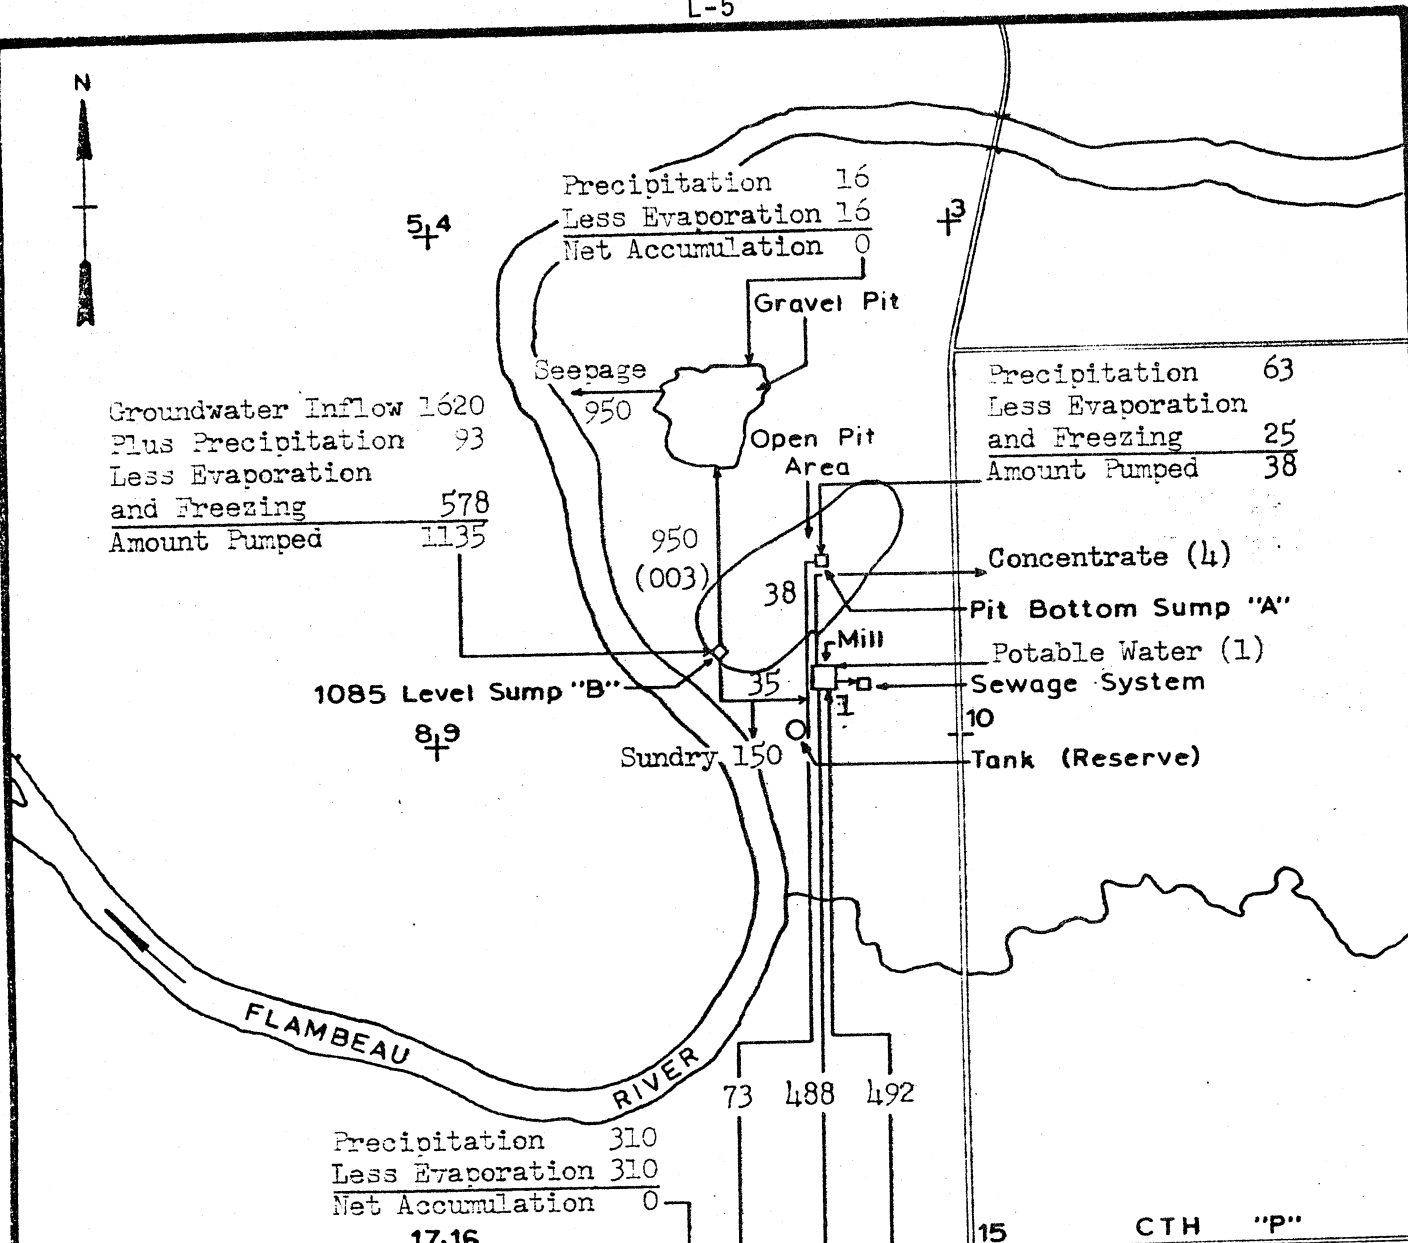 L-5
N
Precipitation 16
Less Evaporation 16
Net Accumulation 0
5 4
3
Gravel Pit
Seepage
950
Precipitation 63
Less Evaporation
and Freezing 25
Amount Pumped 38
Groundwater Inflow 1620
Plus Precipitation 93
Less Evaporation
and Freezing 578
Amount Pumped 1135
Open Pit
Area
950
(003)
38
Concentrate (4)
Pit Bottom Sump "A"
Mill
Potable Water (1)
Sewage System
1085 Level Sump "B"
35
1
8 9
10
Sundry 150
Tank (Reserve)
FLAMBEAU
RIVER
73 488 492
Precipitation 310
Less Evaporation 310
Net Accumulation 0
17 16
15
CTH "P"